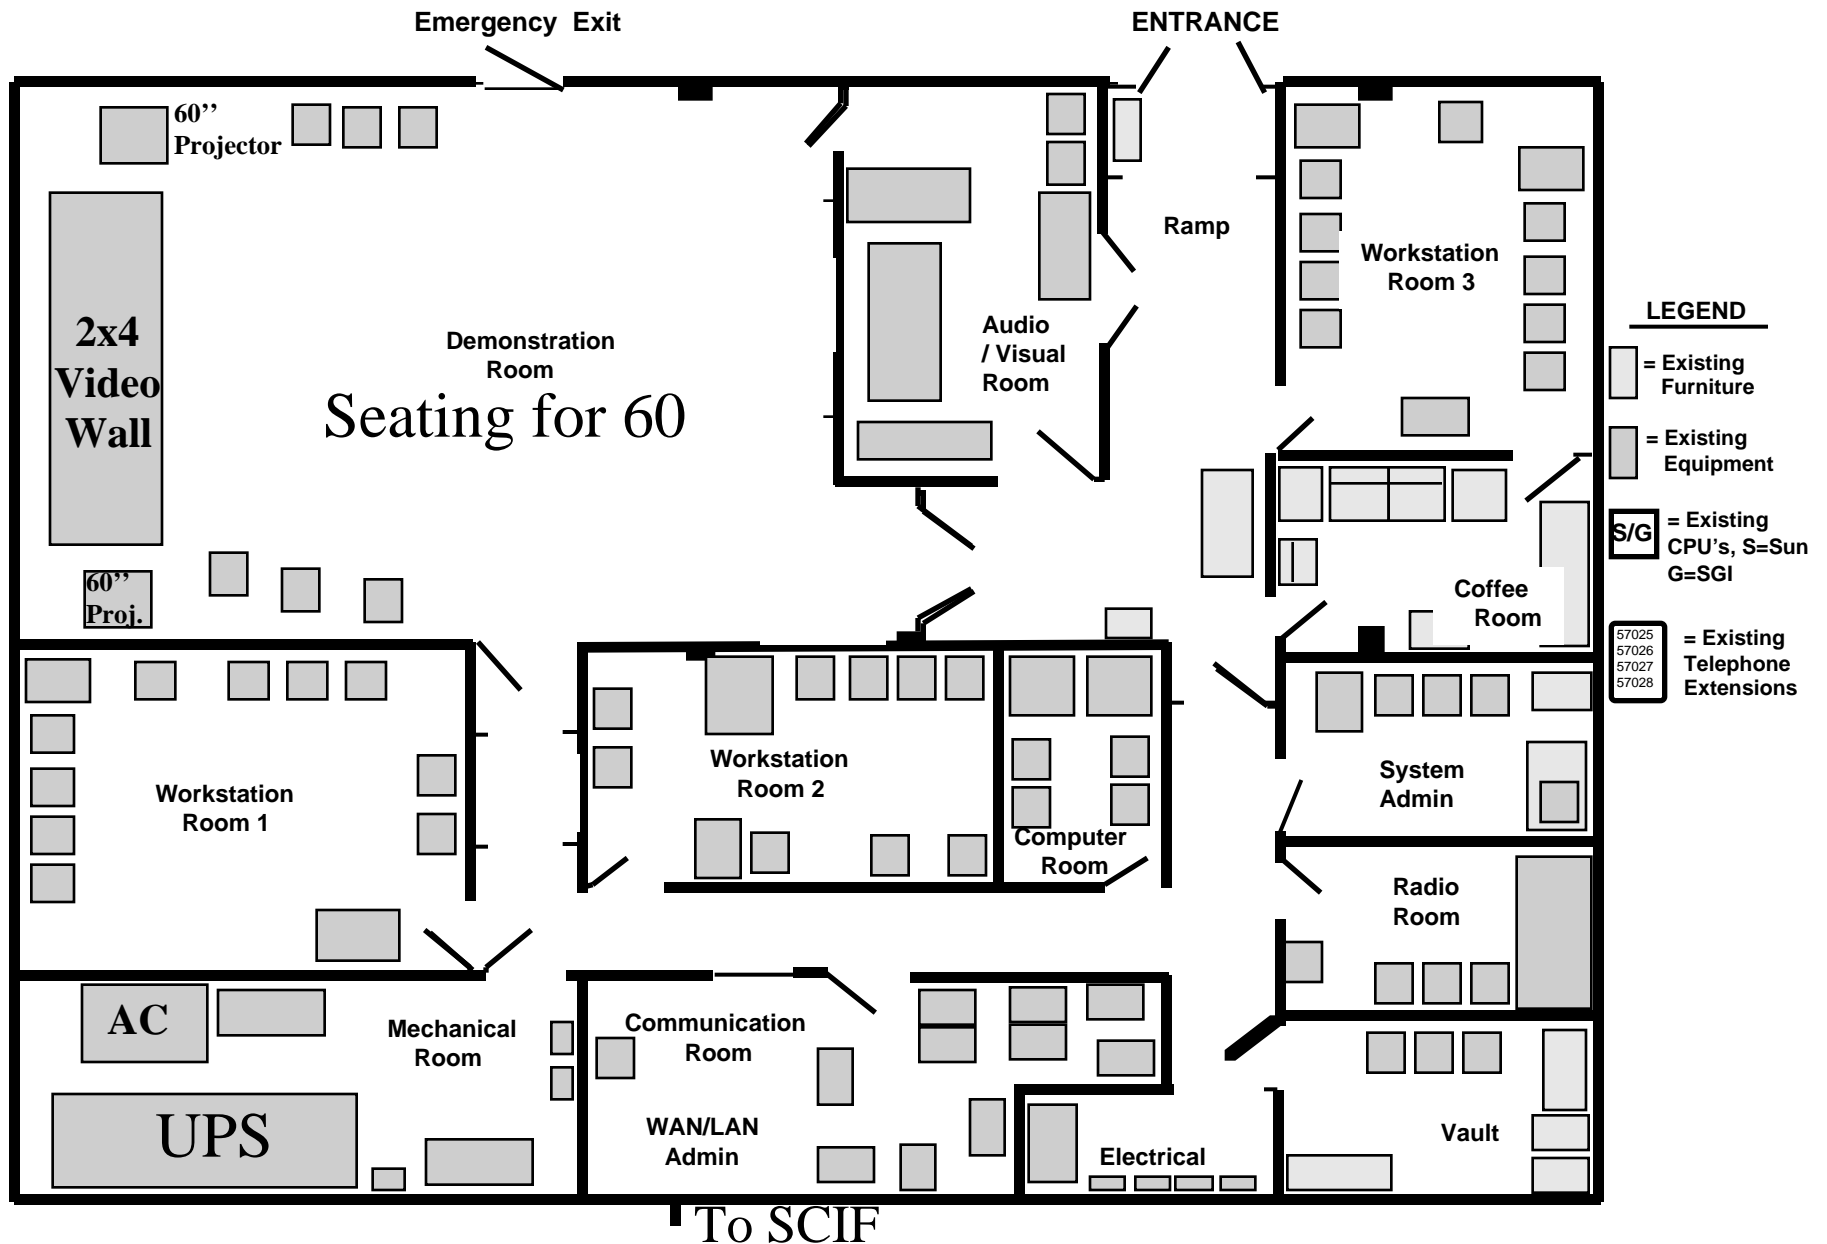 Emergency Exit
ENTRANCE
60’’
Projector
Ramp
Workstation
Room 3
2x4
Video
Wall
Demonstration
Room
Seating for 60
Audio
/ Visual
Room
LEGEND
= Existing
Furniture
= Existing
Equipment
S/G
= Existing
CPU's, S=Sun
G=SGI
57025
57026
57027
57028
= Existing
Telephone
Extensions
60’’
Proj.
Coffee
Room
Workstation
Room 1
Workstation
Room 2
Computer
Room
System
Admin
Radio
Room
AC
Mechanical
Room
Communication
Room
UPS
WAN/LAN
Admin
Electrical
Vault
To SCIF